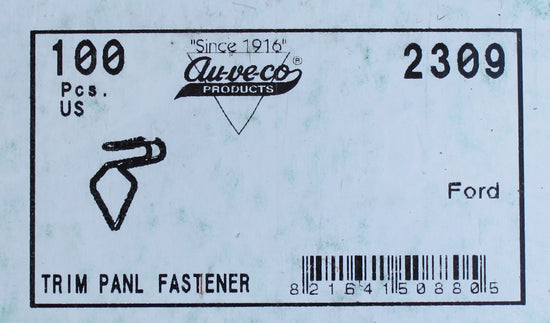 100
Pcs.
US
"Since 1916"
Au-ve-co®
PRODUCTS
2309
Ford
TRIM PANL FASTENER
8 21641 50880 5